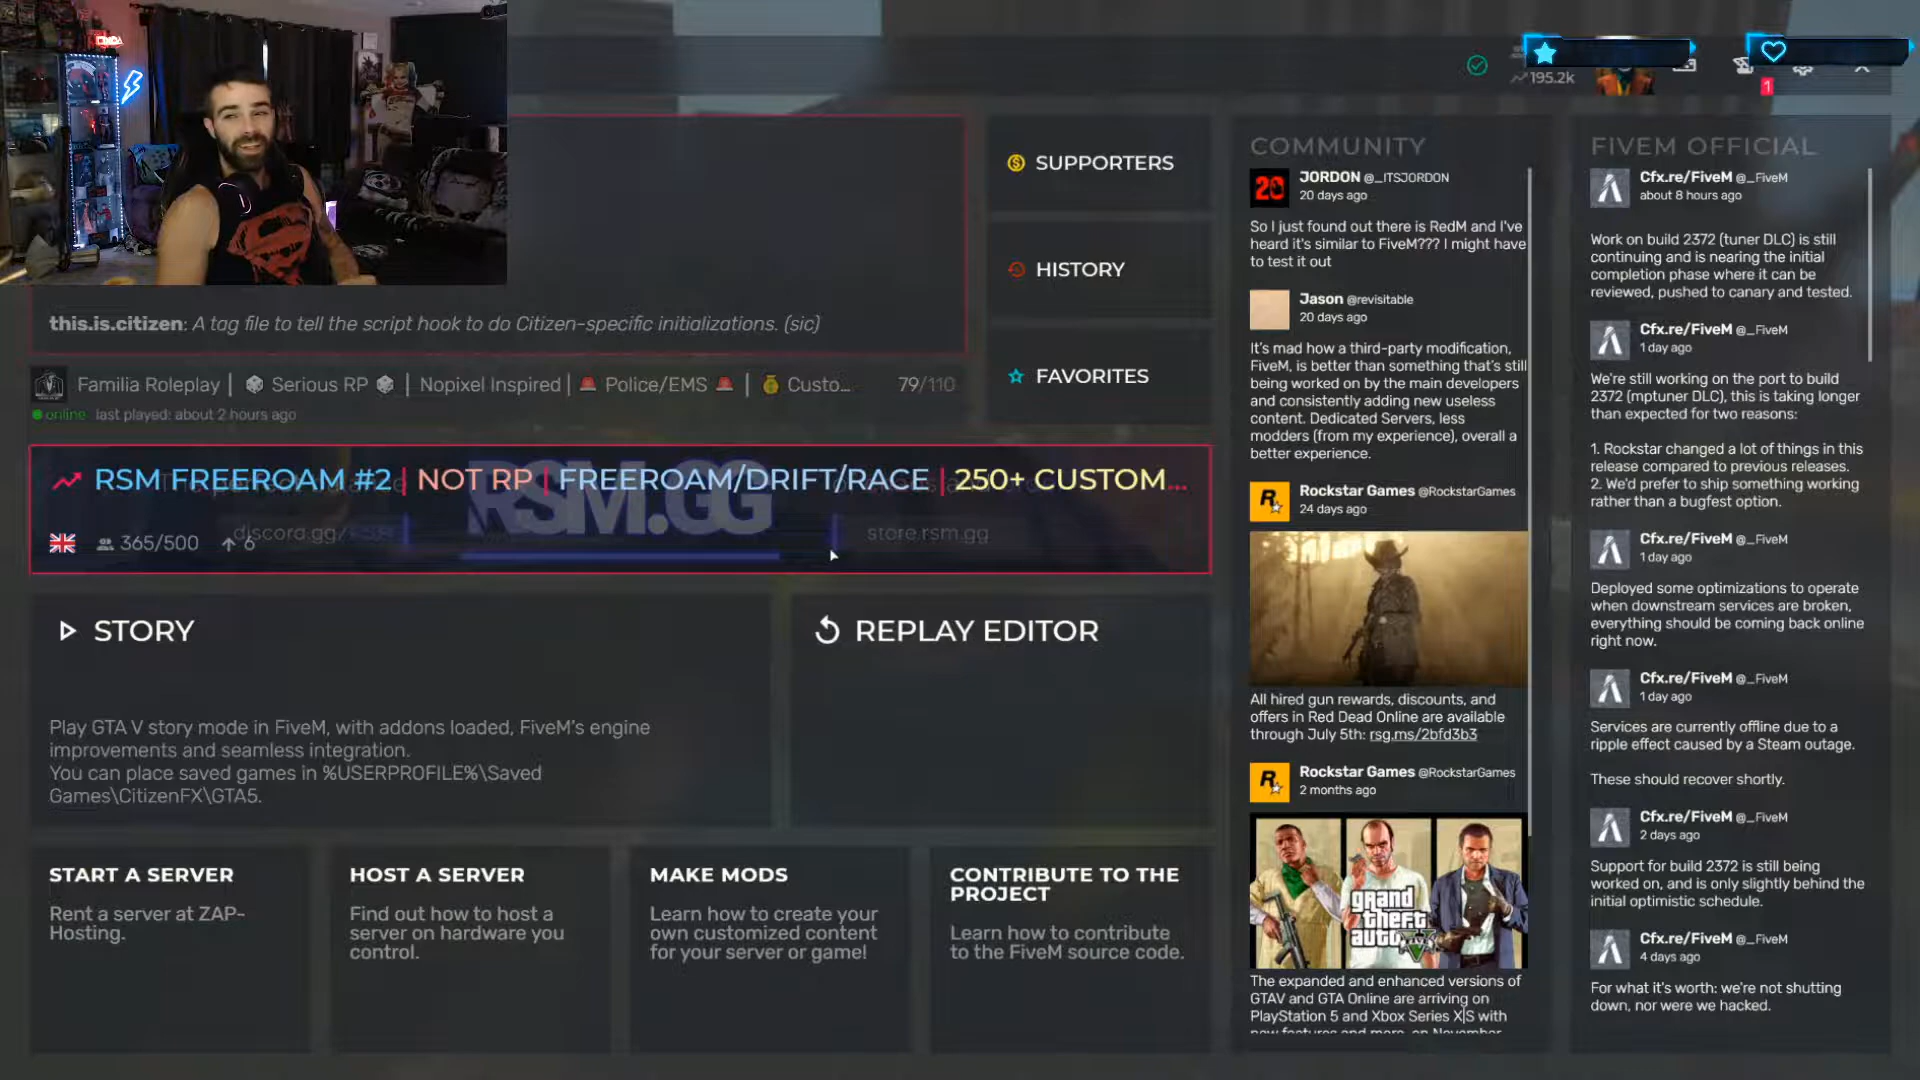 195.2k
1
this.is.citizen: A tag file to tell the script hook to do Citizen-specific initializations. (sic)
Familia Roleplay | Serious RP | Nopixel Inspired | Police/EMS | Custo... 79/110
online last played: about 2 hours ago
RSM FREEROAM #2 | NOT RP | FREEROAM/DRIFT/RACE | 250+ CUSTOM...
RSM.GG
discord.gg/ store.rsm.gg
365/500 6
STORY
Play GTA V story mode in FiveM, with addons loaded, FiveM's engine
improvements and seamless integration.
You can place saved games in %USERPROFILE%\Saved
Games\CitizenFX\GTA5.
REPLAY EDITOR
START A SERVER
Rent a server at ZAP-
Hosting.
HOST A SERVER
Find out how to host a
server on hardware you
control.
MAKE MODS
Learn how to create your
own customized content
for your server or game!
CONTRIBUTE TO THE
PROJECT
Learn how to contribute
to the FiveM source code.
SUPPORTERS
HISTORY
FAVORITES
COMMUNITY
20
JORDON @_ITSJORDON
20 days ago
So I just found out there is RedM and I've
heard it's similar to FiveM??? I might have
to test it out
Jason @revisitable
20 days ago
It's mad how a third-party modification,
FiveM, is better than something that's still
being worked on by the main developers
and consistently adding new useless
content. Dedicated Servers, less
modders (from my experience), overall a
better experience.
Rockstar Games @RockstarGames
24 days ago
All hired gun rewards, discounts, and
offers in Red Dead Online are available
through July 5th: rsg.ms/2bfd3b3
Rockstar Games @RockstarGames
2 months ago
grand
theft
auto
FIVE
The expanded and enhanced versions of
GTAV and GTA Online are arriving on
PlayStation 5 and Xbox Series X|S with
new features and more, on November
FIVEM OFFICIAL
Cfx.re/FiveM @_FiveM
about 8 hours ago
Work on build 2372 (tuner DLC) is still
continuing and is nearing the initial
completion phase where it can be
reviewed, pushed to canary and tested.
Cfx.re/FiveM @_FiveM
1 day ago
We're still working on the port to build
2372 (mptuner DLC), this is taking longer
than expected for two reasons:
1. Rockstar changed a lot of things in this
release compared to previous releases.
2. We'd prefer to ship something working
rather than a bugfest option.
Cfx.re/FiveM @_FiveM
1 day ago
Deployed some optimizations to operate
when downstream services are broken,
everything should be coming back online
right now.
Cfx.re/FiveM @_FiveM
1 day ago
Services are currently offline due to a
ripple effect caused by a Steam outage.
These should recover shortly.
Cfx.re/FiveM @_FiveM
2 days ago
Support for build 2372 is still being
worked on, and is only slightly behind the
initial optimistic schedule.
Cfx.re/FiveM @_FiveM
4 days ago
For what it's worth: we're not shutting
down, nor were we hacked.